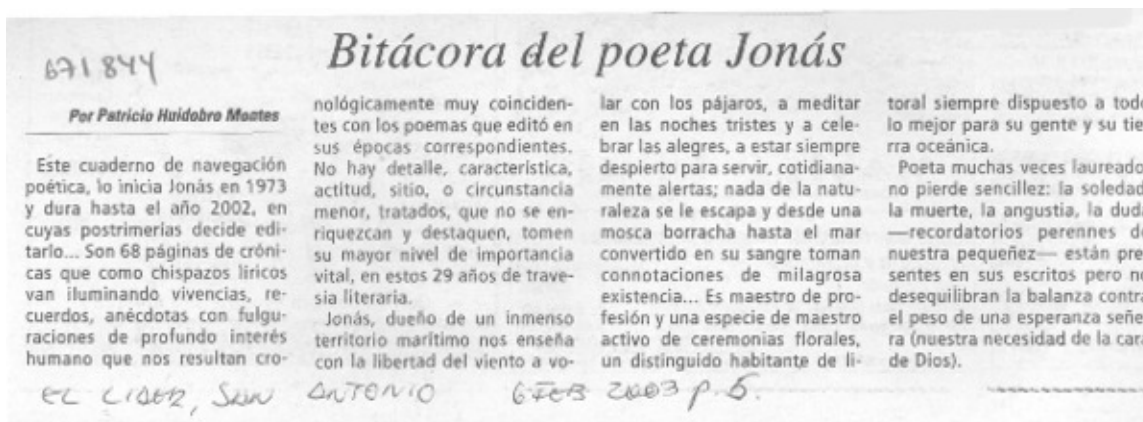 Bitácora del poeta Jonás
671844
Por Patricio Huidobro Montes
Este cuaderno de navegación
poética, lo inicia Jonás en 1973
y dura hasta el año 2002, en
cuyas postrimerías decide edi-
tarlo... Son 68 páginas de cróni-
cas que como chispazos líricos
van iluminando vivencias, re-
cuerdos, anécdotas con fulgu-
raciones de profundo interés
humano que nos resultan cro-
nológicamente muy coinciden-
tes con los poemas que editó en
sus épocas correspondientes.
No hay detalle, característica,
actitud, sitio, o circunstancia
menor, tratados, que no se en-
riquezcan y destaquen, tomen
su mayor nivel de importancia
vital, en estos 29 años de trave-
sia literaria.
Jonás, dueño de un inmenso
territorio marítimo nos enseña
con la libertad del viento a vo-
lar con los pájaros, a meditar
en las noches tristes y a cele-
brar las alegres, a estar siempre
despierto para servir, cotidiana-
mente alertas; nada de la natu-
raleza se le escapa y desde una
mosca borracha hasta el mar
convertido en su sangre toman
connotaciones de milagrosa
existencia... Es maestro de pro-
fesión y una especie de maestro
activo de ceremonias florales,
un distinguido habitante de li-
toral siempre dispuesto a todo
lo mejor para su gente y su tie-
rra oceánica.
Poeta muchas veces laureado
no pierde sencillez: la soledad
la muerte, la angustia, la duda
—recordatorios perennes de
nuestra pequeñez— están pre
sentes en sus escritos pero no
desequilibran la balanza contra
el peso de una esperanza señe
ra (nuestra necesidad de la cara
de Dios).
EL LIDER, SAN ANTONIO 6 FEB 2003 p. 5.